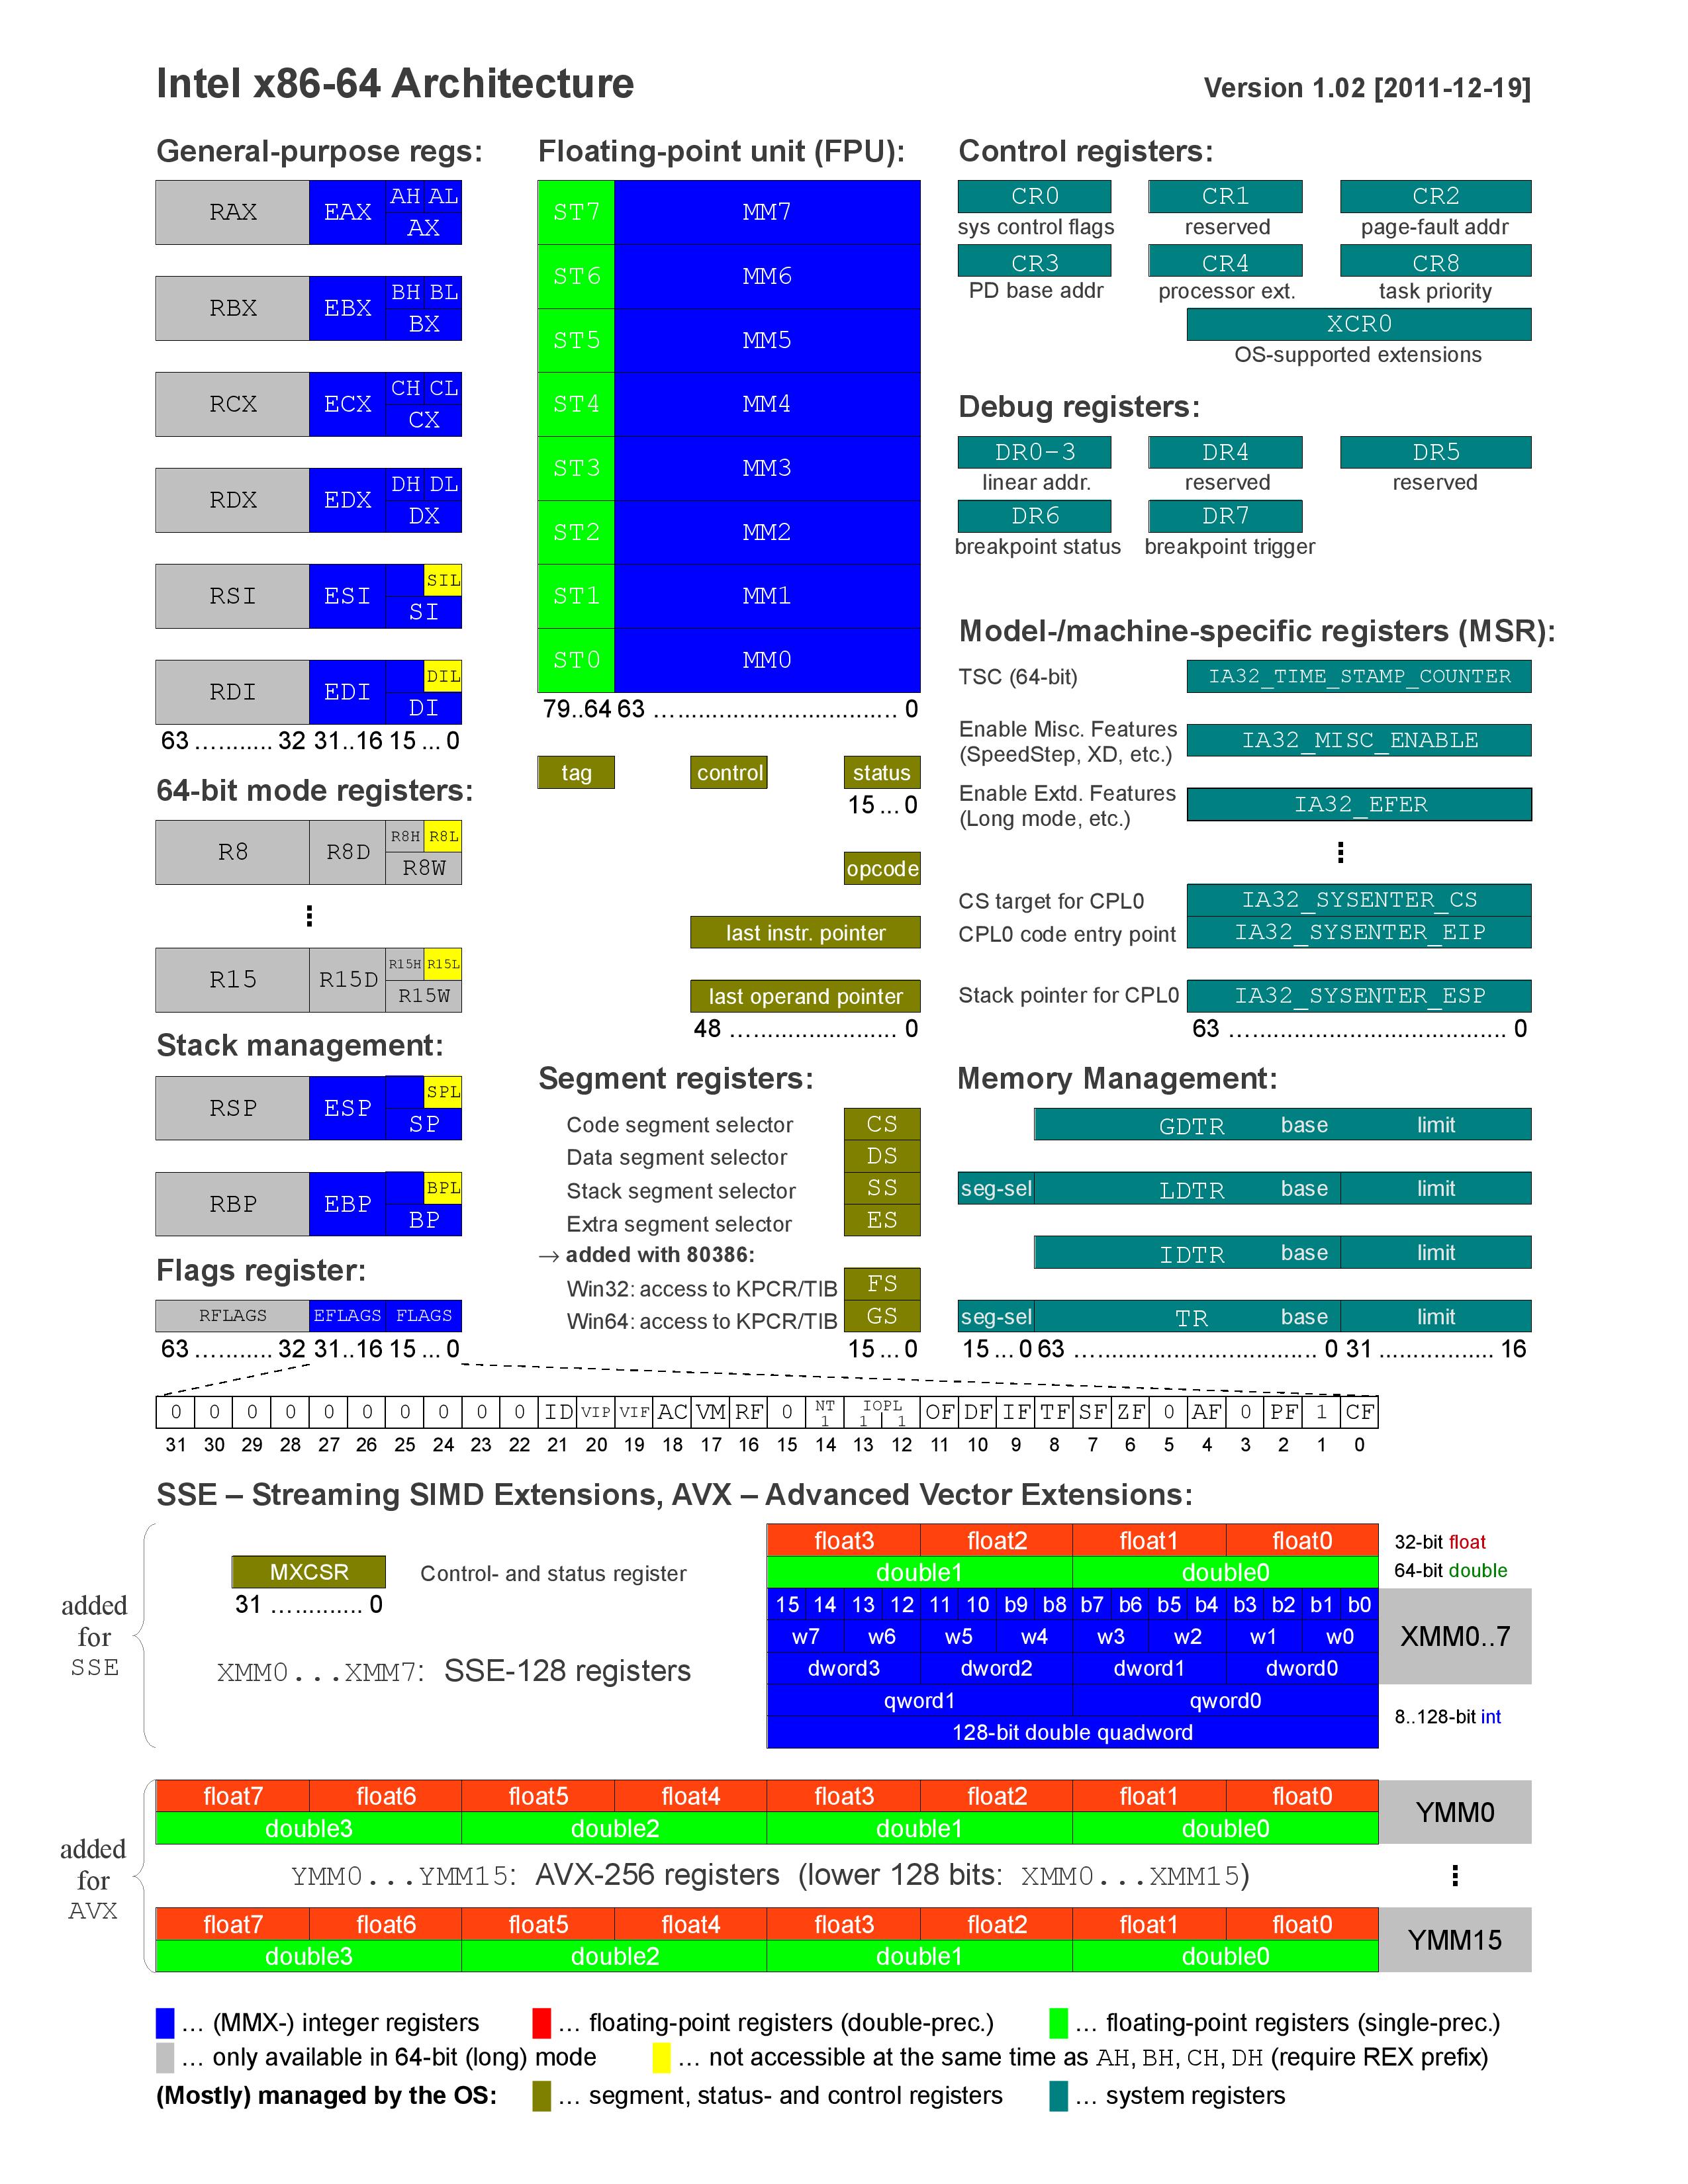 Intel x86-64 Architecture
Version 1.02 [2011-12-19]
General-purpose regs:
RAX EAX AH AL
AX
RBX EBX BH BL
BX
RCX ECX CH CL
CX
RDX EDX DH DL
DX
RSI ESI SIL
SI
RDI EDI DIL
DI
63 ........... 32 31..16 15 ... 0
64-bit mode registers:
R8 R8D R8H R8L
R8W
⋮
R15 R15D R15H R15L
R15W
Stack management:
RSP ESP SPL
SP
RBP EBP BPL
BP
Flags register:
RFLAGS EFLAGS FLAGS
63 ........... 32 31..16 15 ... 0
Floating-point unit (FPU):
ST7 MM7
ST6 MM6
ST5 MM5
ST4 MM4
ST3 MM3
ST2 MM2
ST1 MM1
ST0 MM0
79..64 63 ...................................... 0
tag control status
15 ... 0
opcode
last instr. pointer
last operand pointer
48 ......................... 0
Segment registers:
Code segment selector CS
Data segment selector DS
Stack segment selector SS
Extra segment selector ES
→ added with 80386:
Win32: access to KPCR/TIB FS
Win64: access to KPCR/TIB GS
15 ... 0
Control registers:
CR0 CR1 CR2
sys control flags reserved page-fault addr
CR3 CR4 CR8
PD base addr processor ext. task priority
XCR0
OS-supported extensions
Debug registers:
DR0-3 DR4 DR5
linear addr. reserved reserved
DR6 DR7
breakpoint status breakpoint trigger
Model-/machine-specific registers (MSR):
TSC (64-bit) IA32_TIME_STAMP_COUNTER
Enable Misc. Features
(SpeedStep, XD, etc.) IA32_MISC_ENABLE
Enable Extd. Features
(Long mode, etc.) IA32_EFER
⋮
CS target for CPL0 IA32_SYSENTER_CS
CPL0 code entry point IA32_SYSENTER_EIP
Stack pointer for CPL0 IA32_SYSENTER_ESP
63 ......................................... 0
Memory Management:
GDTR base limit
seg-sel LDTR base limit
IDTR base limit
seg-sel TR base limit
15 ... 0 63 ................................... 0 31 ................. 16
0 0 0 0 0 0 0 0 0 0 ID VIP VIF AC VM RF 0 NT IOPL OF DF IF TF SF ZF 0 AF 0 PF 1 CF
1 1 1
31 30 29 28 27 26 25 24 23 22 21 20 19 18 17 16 15 14 13 12 11 10 9 8 7 6 5 4 3 2 1 0
SSE – Streaming SIMD Extensions, AVX – Advanced Vector Extensions:
added
for
SSE
MXCSR Control- and status register
31 ............. 0
XMM0...XMM7: SSE-128 registers
float3 float2 float1 float0 32-bit float
double1 double0 64-bit double
15 14 13 12 11 10 b9 b8 b7 b6 b5 b4 b3 b2 b1 b0
w7 w6 w5 w4 w3 w2 w1 w0 XMM0..7
dword3 dword2 dword1 dword0
qword1 qword0
8..128-bit int
128-bit double quadword
added
for
AVX
float7 float6 float5 float4 float3 float2 float1 float0
YMM0
double3 double2 double1 double0
YMM0...YMM15: AVX-256 registers (lower 128 bits: XMM0...XMM15) ⋮
float7 float6 float5 float4 float3 float2 float1 float0
YMM15
double3 double2 double1 double0
... (MMX-) integer registers ... floating-point registers (double-prec.) ... floating-point registers (single-prec.)
... only available in 64-bit (long) mode ... not accessible at the same time as AH, BH, CH, DH (require REX prefix)
(Mostly) managed by the OS: ... segment, status- and control registers ... system registers